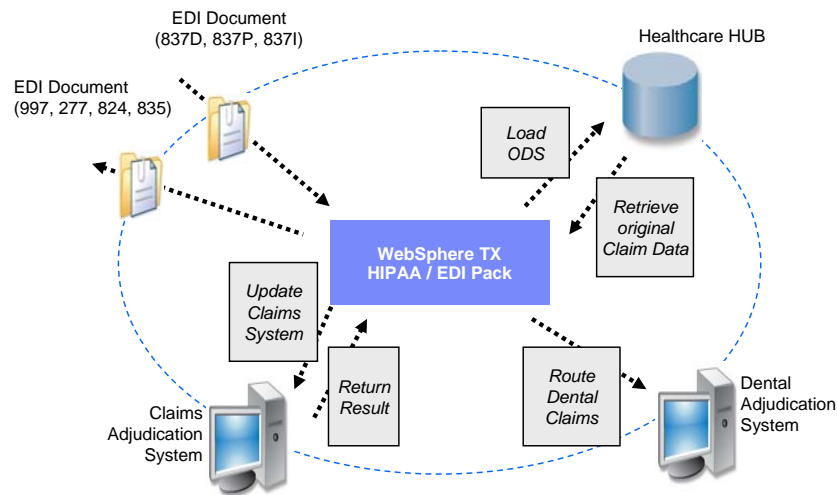 EDI Document
(837D, 837P, 837I)
Healthcare HUB
EDI Document
(997, 277, 824, 835)
Load
ODS
Retrieve
original
Claim Data
WebSphere TX
HIPAA / EDI Pack
Update
Claims
System
Return
Result
Route
Dental
Claims
Claims
Adjudication
System
Dental
Adjudication
System